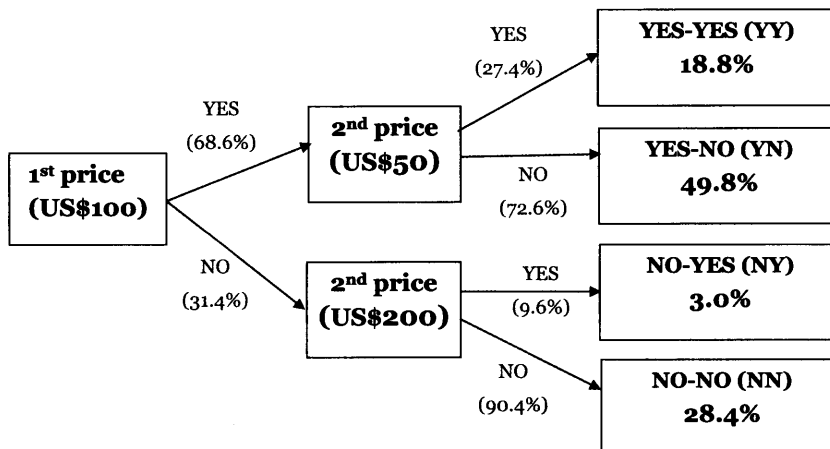 1st price
(US$100)
YES
(68.6%)
NO
(31.4%)
2nd price
(US$50)
2nd price
(US$200)
YES
(27.4%)
NO
(72.6%)
YES
(9.6%)
NO
(90.4%)
YES-YES (YY)
18.8%
YES-NO (YN)
49.8%
NO-YES (NY)
3.0%
NO-NO (NN)
28.4%